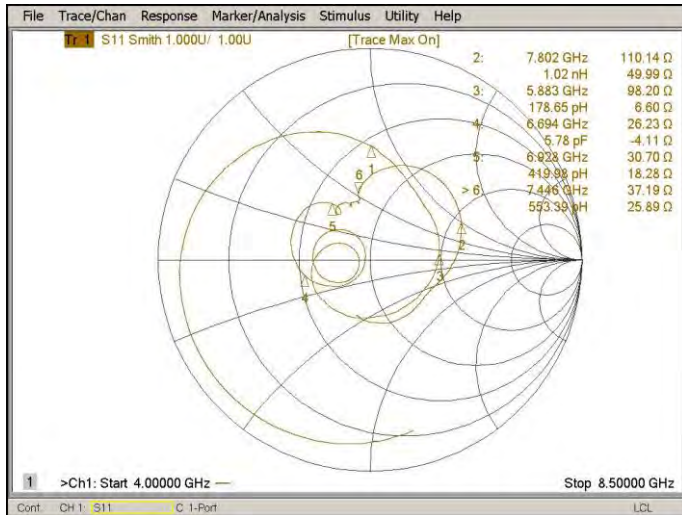 File Trace/Chan Response Marker/Analysis Stimulus Utility Help
Tr 1 S11 Smith 1.000U/ 1.00U [Trace Max On]
2: 7.802 GHz 110.14 Ω
1.02 nH 49.99 Ω
3: 5.883 GHz 98.20 Ω
178.65 pH 6.60 Ω
4: 6.694 GHz 26.23 Ω
5.78 pF -4.11 Ω
5: 6.928 GHz 30.70 Ω
419.98 pH 18.28 Ω
> 6: 7.446 GHz 37.19 Ω
553.39 pH 25.89 Ω
1
6
5
2
3
4
1 >Ch1: Start 4.00000 GHz — Stop 8.50000 GHz
Cont. CH 1: S11 C 1-Port LCL